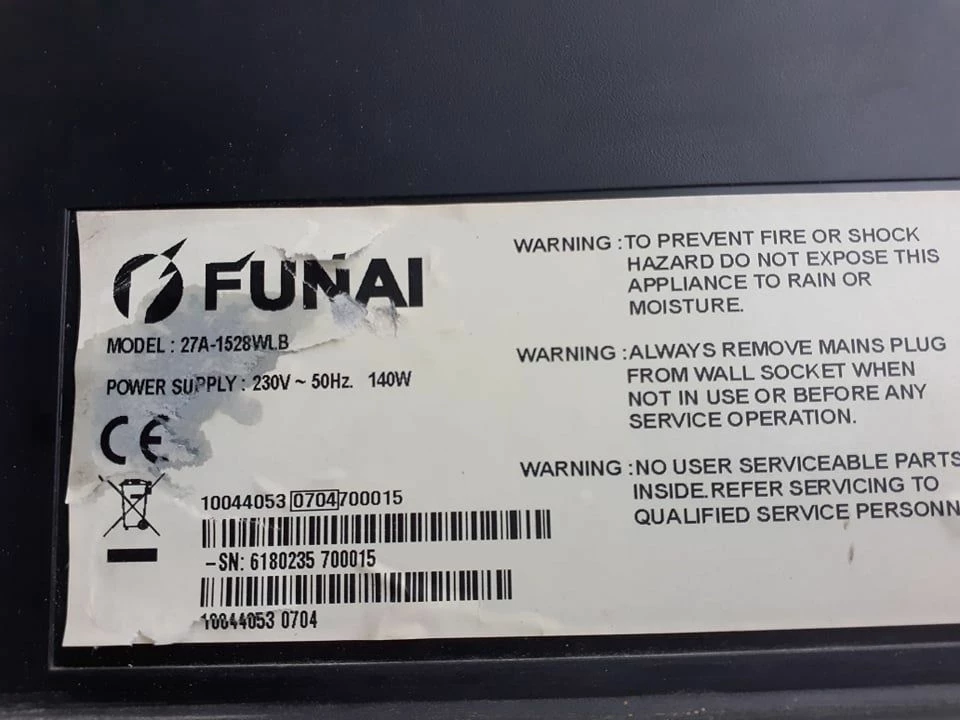 FUNAI
MODEL : 27A-1528WLB
POWER SUPPLY : 230V ~ 50Hz. 140W
CE
10044053 0704 700015
-SN: 6180235 700015
10044053 0704
WARNING :TO PREVENT FIRE OR SHOCK
HAZARD DO NOT EXPOSE THIS
APPLIANCE TO RAIN OR
MOISTURE.
WARNING :ALWAYS REMOVE MAINS PLUG
FROM WALL SOCKET WHEN
NOT IN USE OR BEFORE ANY
SERVICE OPERATION.
WARNING :NO USER SERVICEABLE PARTS
INSIDE.REFER SERVICING TO
QUALIFIED SERVICE PERSONN